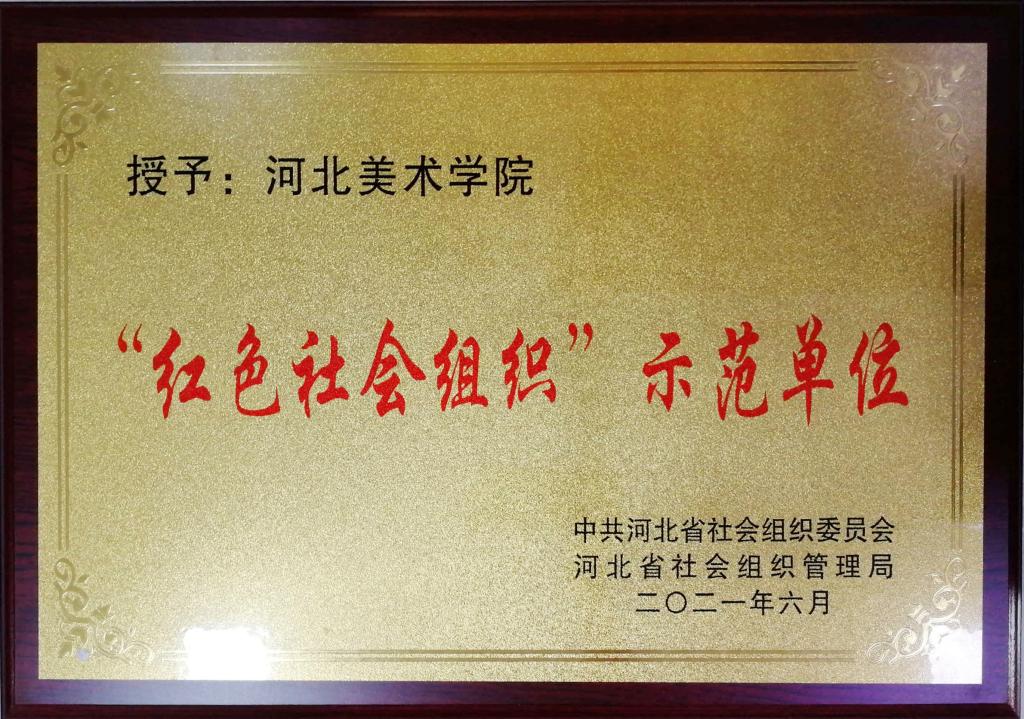 授予：河北美术学院
“红色社会组织”示范单位
中共河北省社会组织委员会
河北省社会组织管理局
二〇二一年六月